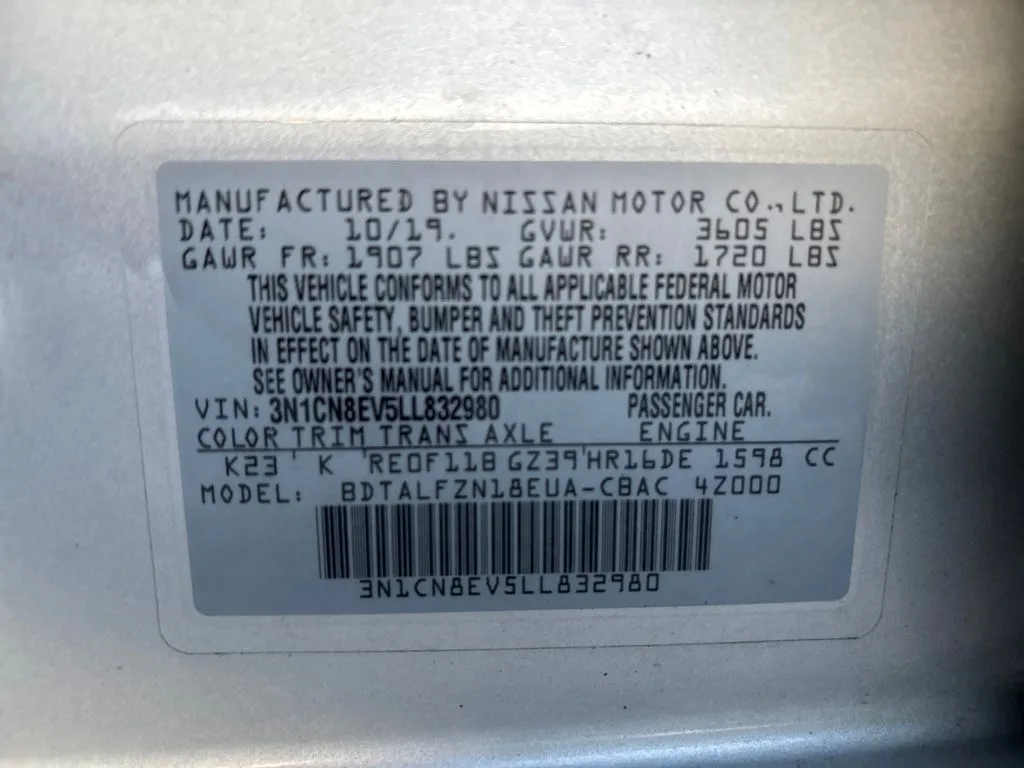 MANUFACTURED BY NISSAN MOTOR CO.,LTD.
DATE: 10/19. GVWR: 3605 LBS
GAWR FR: 1907 LBS GAWR RR: 1720 LBS
THIS VEHICLE CONFORMS TO ALL APPLICABLE FEDERAL MOTOR
VEHICLE SAFETY, BUMPER AND THEFT PREVENTION STANDARDS
IN EFFECT ON THE DATE OF MANUFACTURE SHOWN ABOVE.
SEE OWNER'S MANUAL FOR ADDITIONAL INFORMATION.
VIN: 3N1CN8EV5LL832980 PASSENGER CAR.
COLOR TRIM TRANS AXLE ENGINE
K23 K RE0F11B GZ39 HR16DE 1598 CC
MODEL: BDTALFZN18EUA-CBAC 4Z000
3N1CN8EV5LL832980